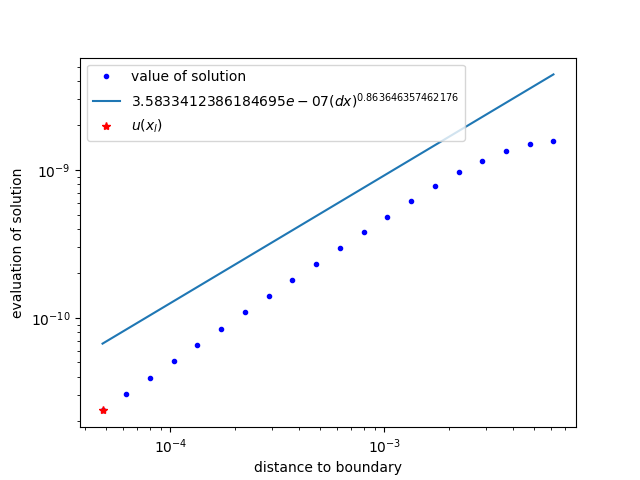 value of solution
3.5833412386184695e − 07(dx)^0.863646357462176
u(x_l)
10^−9
10^−10
evaluation of solution
10^−4
10^−3
distance to boundary